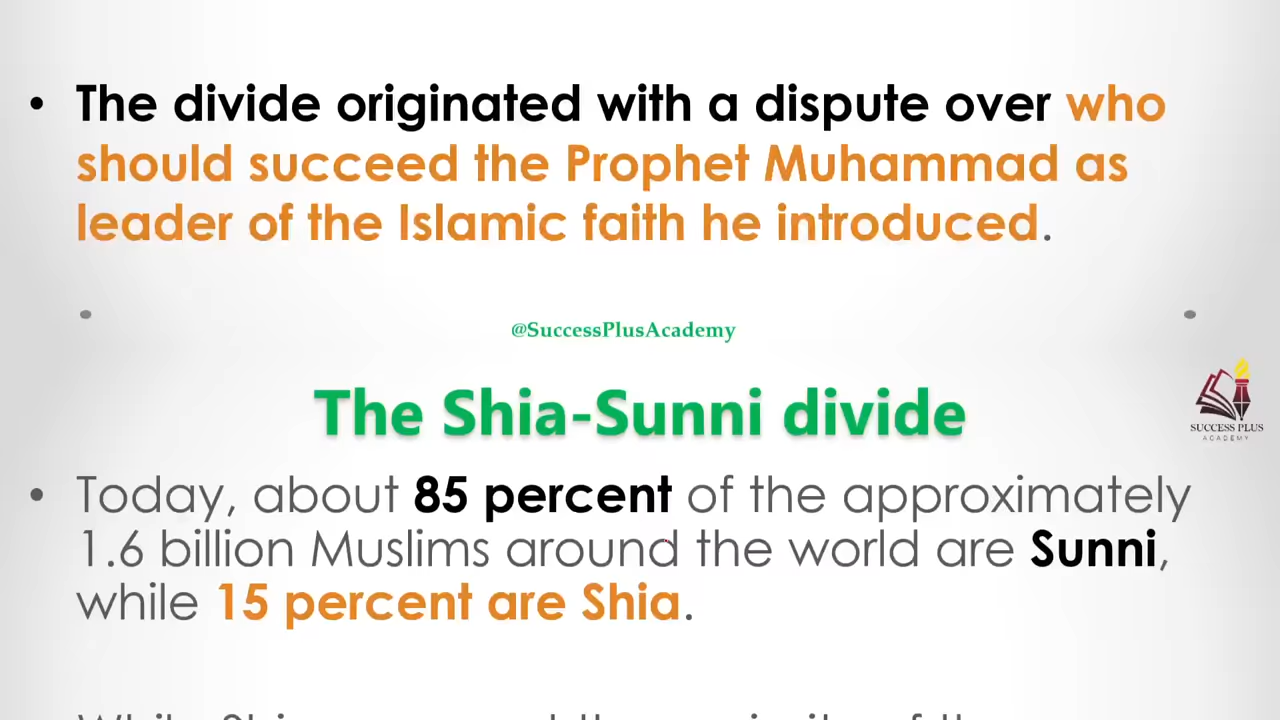 • The divide originated with a dispute over who
should succeed the Prophet Muhammad as
leader of the Islamic faith he introduced.
@SuccessPlusAcademy
The Shia-Sunni divide
SUCCESS PLUS
ACADEMY
• Today, about 85 percent of the approximately
1.6 billion Muslims around the world are Sunni,
while 15 percent are Shia.